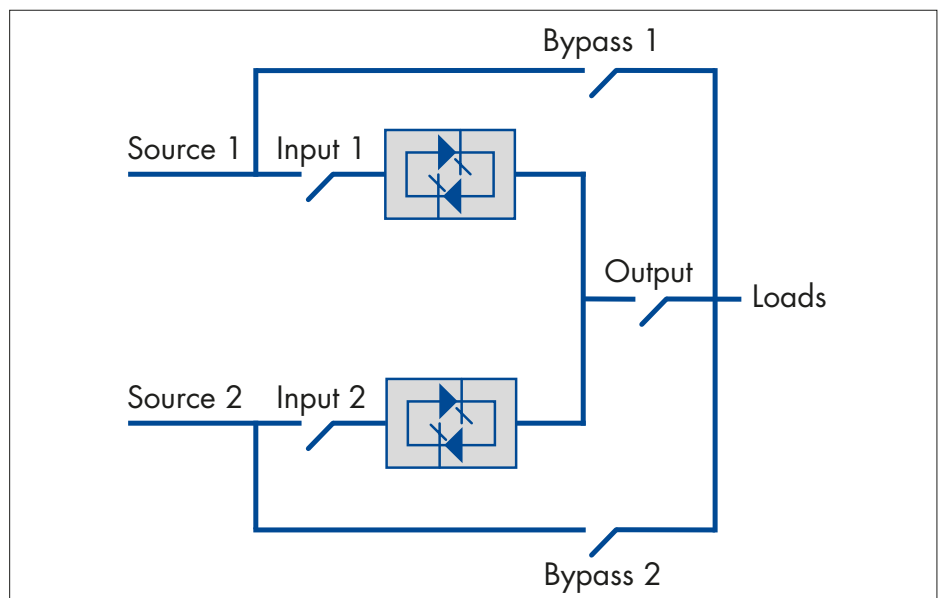 Bypass 1
Source 1 Input 1
Output
Loads
Source 2 Input 2
Bypass 2